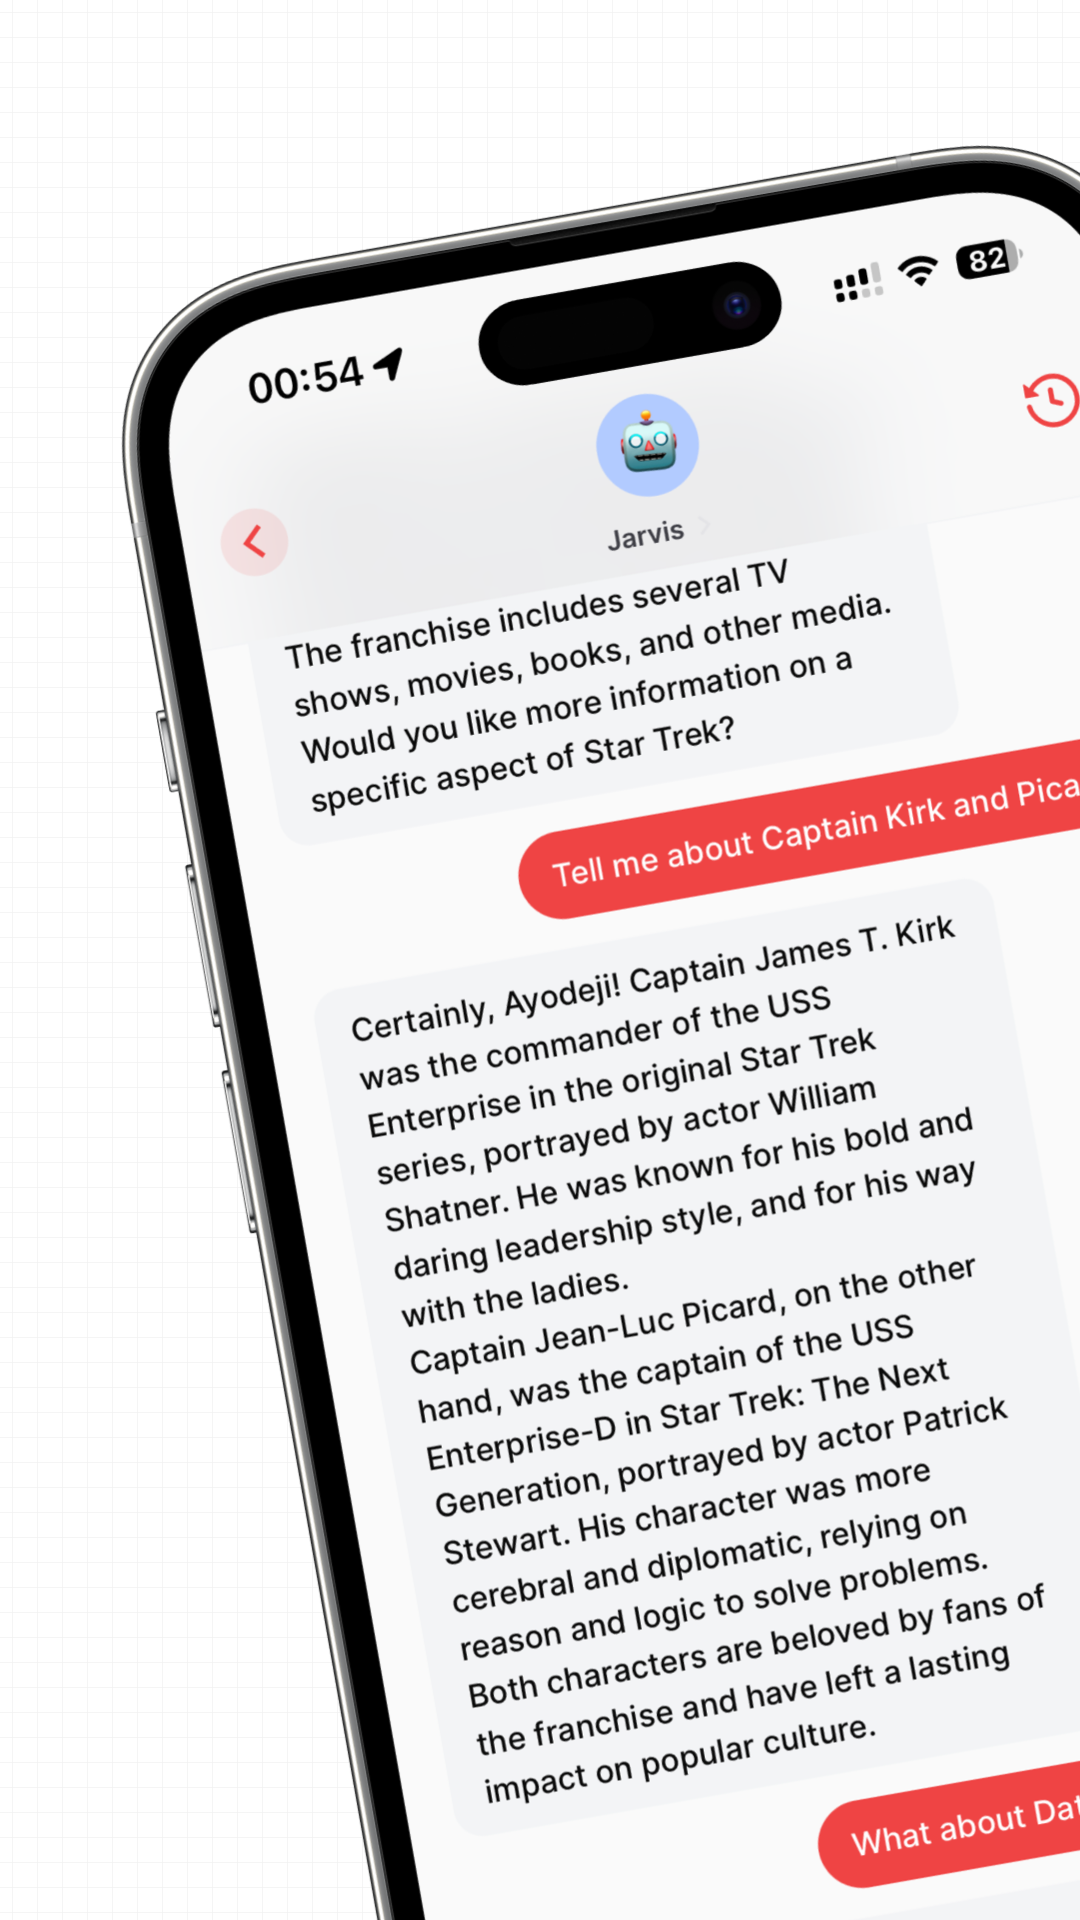 00:54
82
Jarvis
The franchise includes several TV
shows, movies, books, and other media.
Would you like more information on a
specific aspect of Star Trek?
Tell me about Captain Kirk and Pica
Certainly, Ayodeji! Captain James T. Kirk
was the commander of the USS
Enterprise in the original Star Trek
series, portrayed by actor William
Shatner. He was known for his bold and
daring leadership style, and for his way
with the ladies.
Captain Jean-Luc Picard, on the other
hand, was the captain of the USS
Enterprise-D in Star Trek: The Next
Generation, portrayed by actor Patrick
Stewart. His character was more
cerebral and diplomatic, relying on
reason and logic to solve problems.
Both characters are beloved by fans of
the franchise and have left a lasting
impact on popular culture.
What about Dat